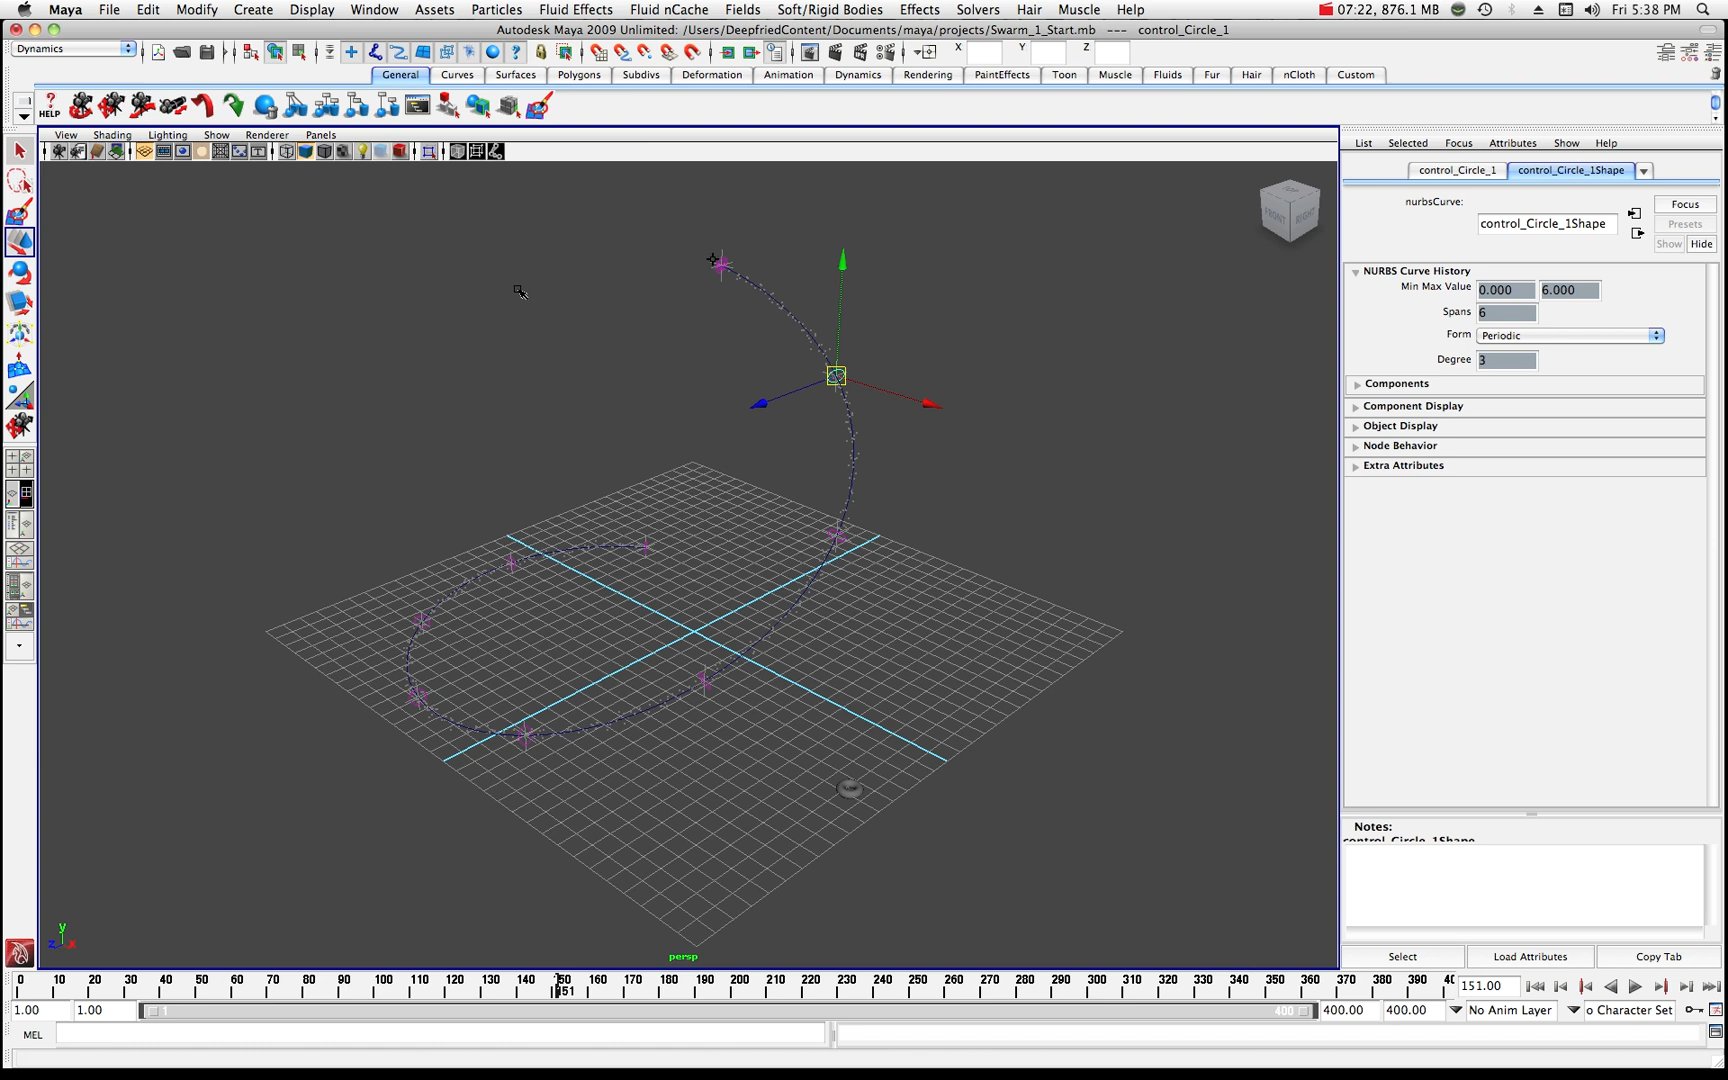 Maya File Edit Modify Create Display Window Assets Particles Fluid Effects Fluid nCache Fields Soft/Rigid Bodies Effects Solvers Hair Muscle Help 07:22, 876.1 MB Fri 5:38 PM
Autodesk Maya 2009 Unlimited: /Users/DeepfriedContent/Documents/maya/projects/Swarm_1_Start.mb --- control_Circle_1
Dynamics X Y Z
General Curves Surfaces Polygons Subdivs Deformation Animation Dynamics Rendering PaintEffects Toon Muscle Fluids Fur Hair nCloth Custom
HELP
View Shading Lighting Show Renderer Panels
List Selected Focus Attributes Show Help
control_Circle_1 control_Circle_1Shape
nurbsCurve: control_Circle_1Shape
Focus
Presets
Show Hide
NURBS Curve History
Min Max Value 0.000 6.000
Spans 6
Form Periodic
Degree 3
Components
Component Display
Object Display
Node Behavior
Extra Attributes
TOP
FRONT RIGHT
Notes:
control_Circle_1Shape
y
z x
persp
Select Load Attributes Copy Tab
0 10 20 30 40 50 60 70 80 90 100 110 120 130 140 150 160 170 180 190 200 210 220 230 240 250 260 270 280 290 300 310 320 330 340 350 360 370 380 390 40
151 151.00
1.00 1.00 1 400 400.00 400.00 No Anim Layer o Character Set
MEL